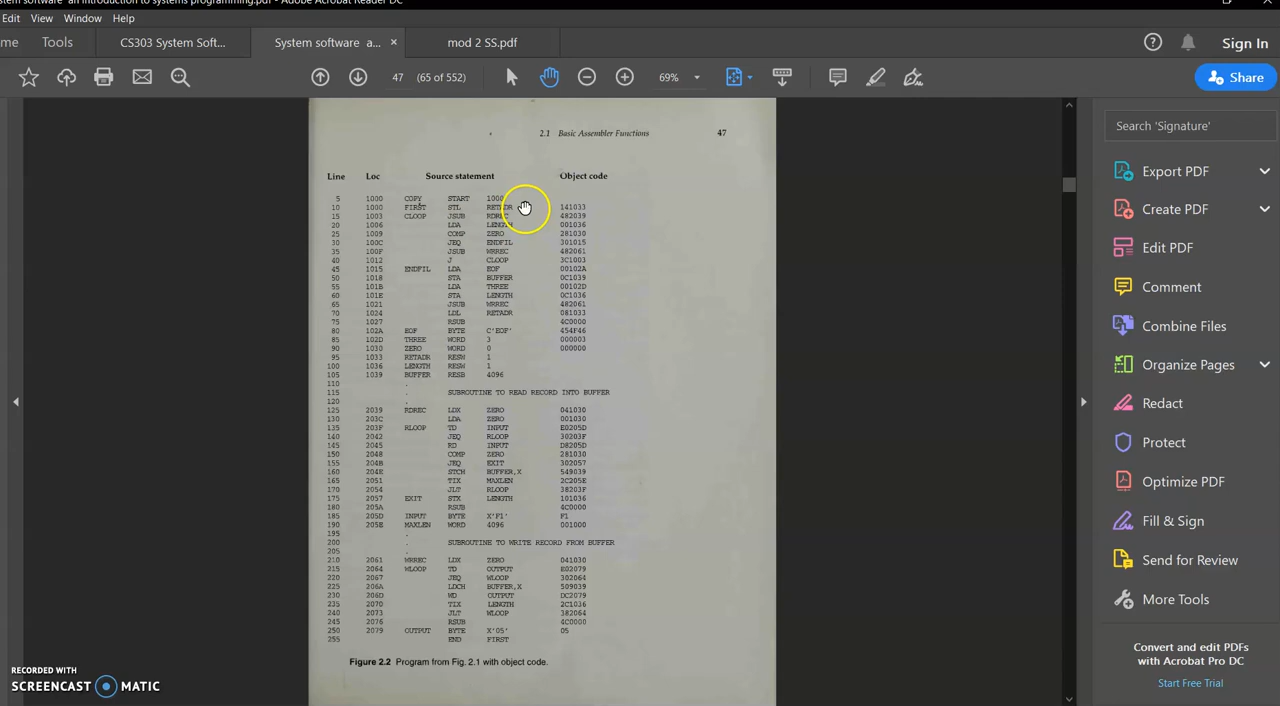 System software an introduction to systems programming.pdf - Adobe Acrobat Reader DC
Edit View Window Help
me Tools CS303 System Soft... System software a... × mod 2 SS.pdf Sign In
47 (65 of 552) 69% Share
2.1 Basic Assembler Functions 47
Line Loc Source statement Object code
5 1000 COPY START 1000
10 1000 FIRST STL RETADR 141033
15 1003 CLOOP JSUB RDREC 482039
20 1006 LDA LENGTH 001036
25 1009 COMP ZERO 281030
30 100C JEQ ENDFIL 301015
35 100F JSUB WRREC 482061
40 1012 J CLOOP 3C1003
45 1015 ENDFIL LDA EOF 00102A
50 1018 STA BUFFER 0C1039
55 101B LDA THREE 00102D
60 101E STA LENGTH 0C1036
65 1021 JSUB WRREC 482061
70 1024 LDL RETADR 081033
75 1027 RSUB 4C0000
80 102A EOF BYTE C'EOF' 454F46
85 102D THREE WORD 3 000003
90 1030 ZERO WORD 0 000000
95 1033 RETADR RESW 1
100 1036 LENGTH RESW 1
105 1039 BUFFER RESB 4096
110 .
115 . SUBROUTINE TO READ RECORD INTO BUFFER
120 .
125 2039 RDREC LDX ZERO 041030
130 203C LDA ZERO 001030
135 203F RLOOP TD INPUT E0205D
140 2042 JEQ RLOOP 30203F
145 2045 RD INPUT D8205D
150 2048 COMP ZERO 281030
155 204B JEQ EXIT 302057
160 204E STCH BUFFER,X 549039
165 2051 TIX MAXLEN 2C205E
170 2054 JLT RLOOP 38203F
175 2057 EXIT STX LENGTH 101036
180 205A RSUB 4C0000
185 205D INPUT BYTE X'F1' F1
190 205E MAXLEN WORD 4096 001000
195 .
200 . SUBROUTINE TO WRITE RECORD FROM BUFFER
205 .
210 2061 WRREC LDX ZERO 041030
215 2064 WLOOP TD OUTPUT E02079
220 2067 JEQ WLOOP 302064
225 206A LDCH BUFFER,X 509039
230 206D WD OUTPUT DC2079
235 2070 TIX LENGTH 2C1036
240 2073 JLT WLOOP 382064
245 2076 RSUB 4C0000
250 2079 OUTPUT BYTE X'05' 05
255 END FIRST
Figure 2.2 Program from Fig. 2.1 with object code.
Search 'Signature'
Export PDF
Create PDF
Edit PDF
Comment
Combine Files
Organize Pages
Redact
Protect
Optimize PDF
Fill & Sign
Send for Review
More Tools
Convert and edit PDFs
with Acrobat Pro DC
Start Free Trial
RECORDED WITH
SCREENCAST MATIC